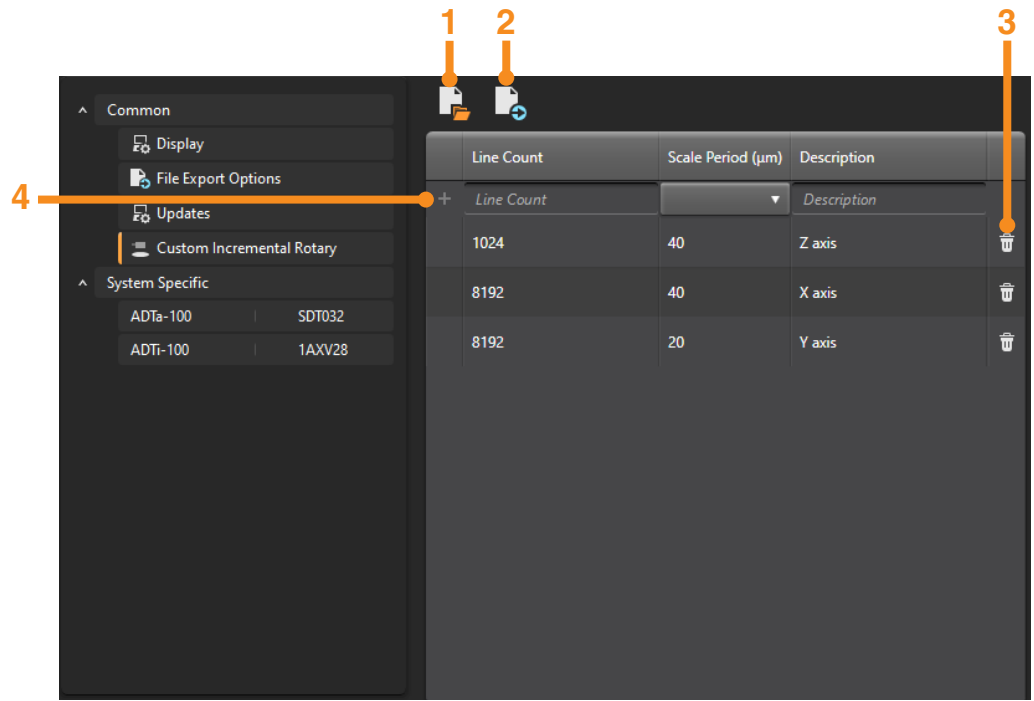 1 2 3
Common
Display
File Export Options
Updates
Custom Incremental Rotary
System Specific
ADTa-100 SDT032
ADTi-100 1AXV28
4
Line Count Scale Period (µm) Description
Line Count Description
1024 40 Z axis
8192 40 X axis
8192 20 Y axis